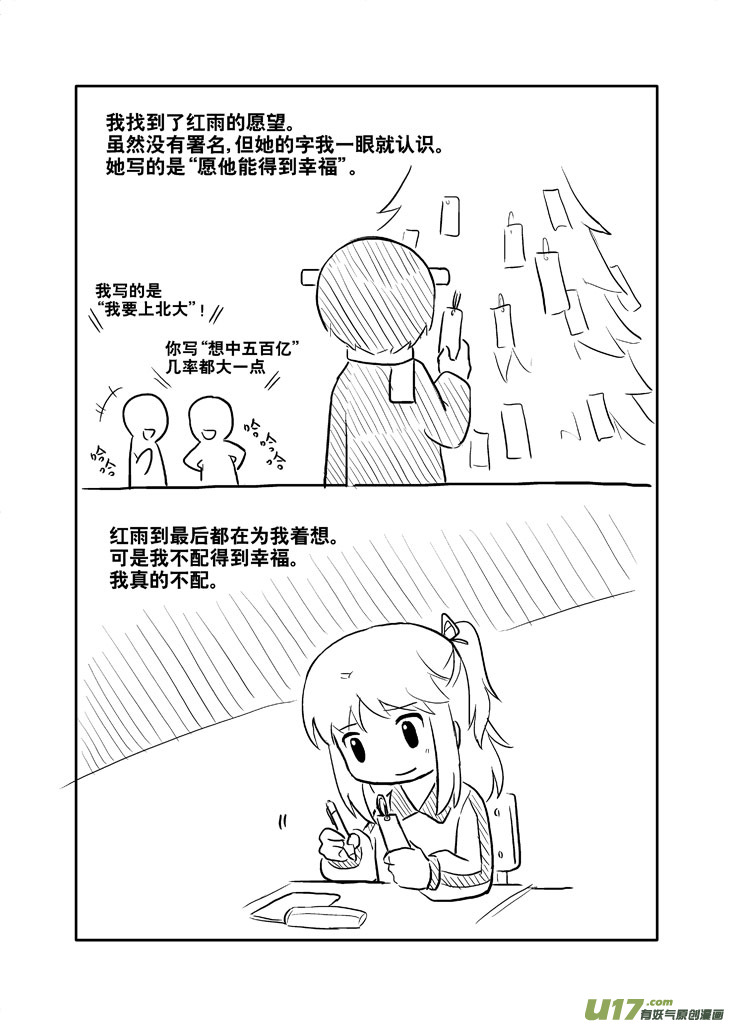 我找到了红雨的愿望。
虽然没有署名,但她的字我一眼就认识。
她写的是“愿他能得到幸福”。
我写的是
“我要上北大”!
你写“想中五百亿”
几率都大一点
哈哈哈
哈哈哈
红雨到最后都在为我着想。
可是我不配得到幸福。
我真的不配。
U17.com
有妖气原创漫画